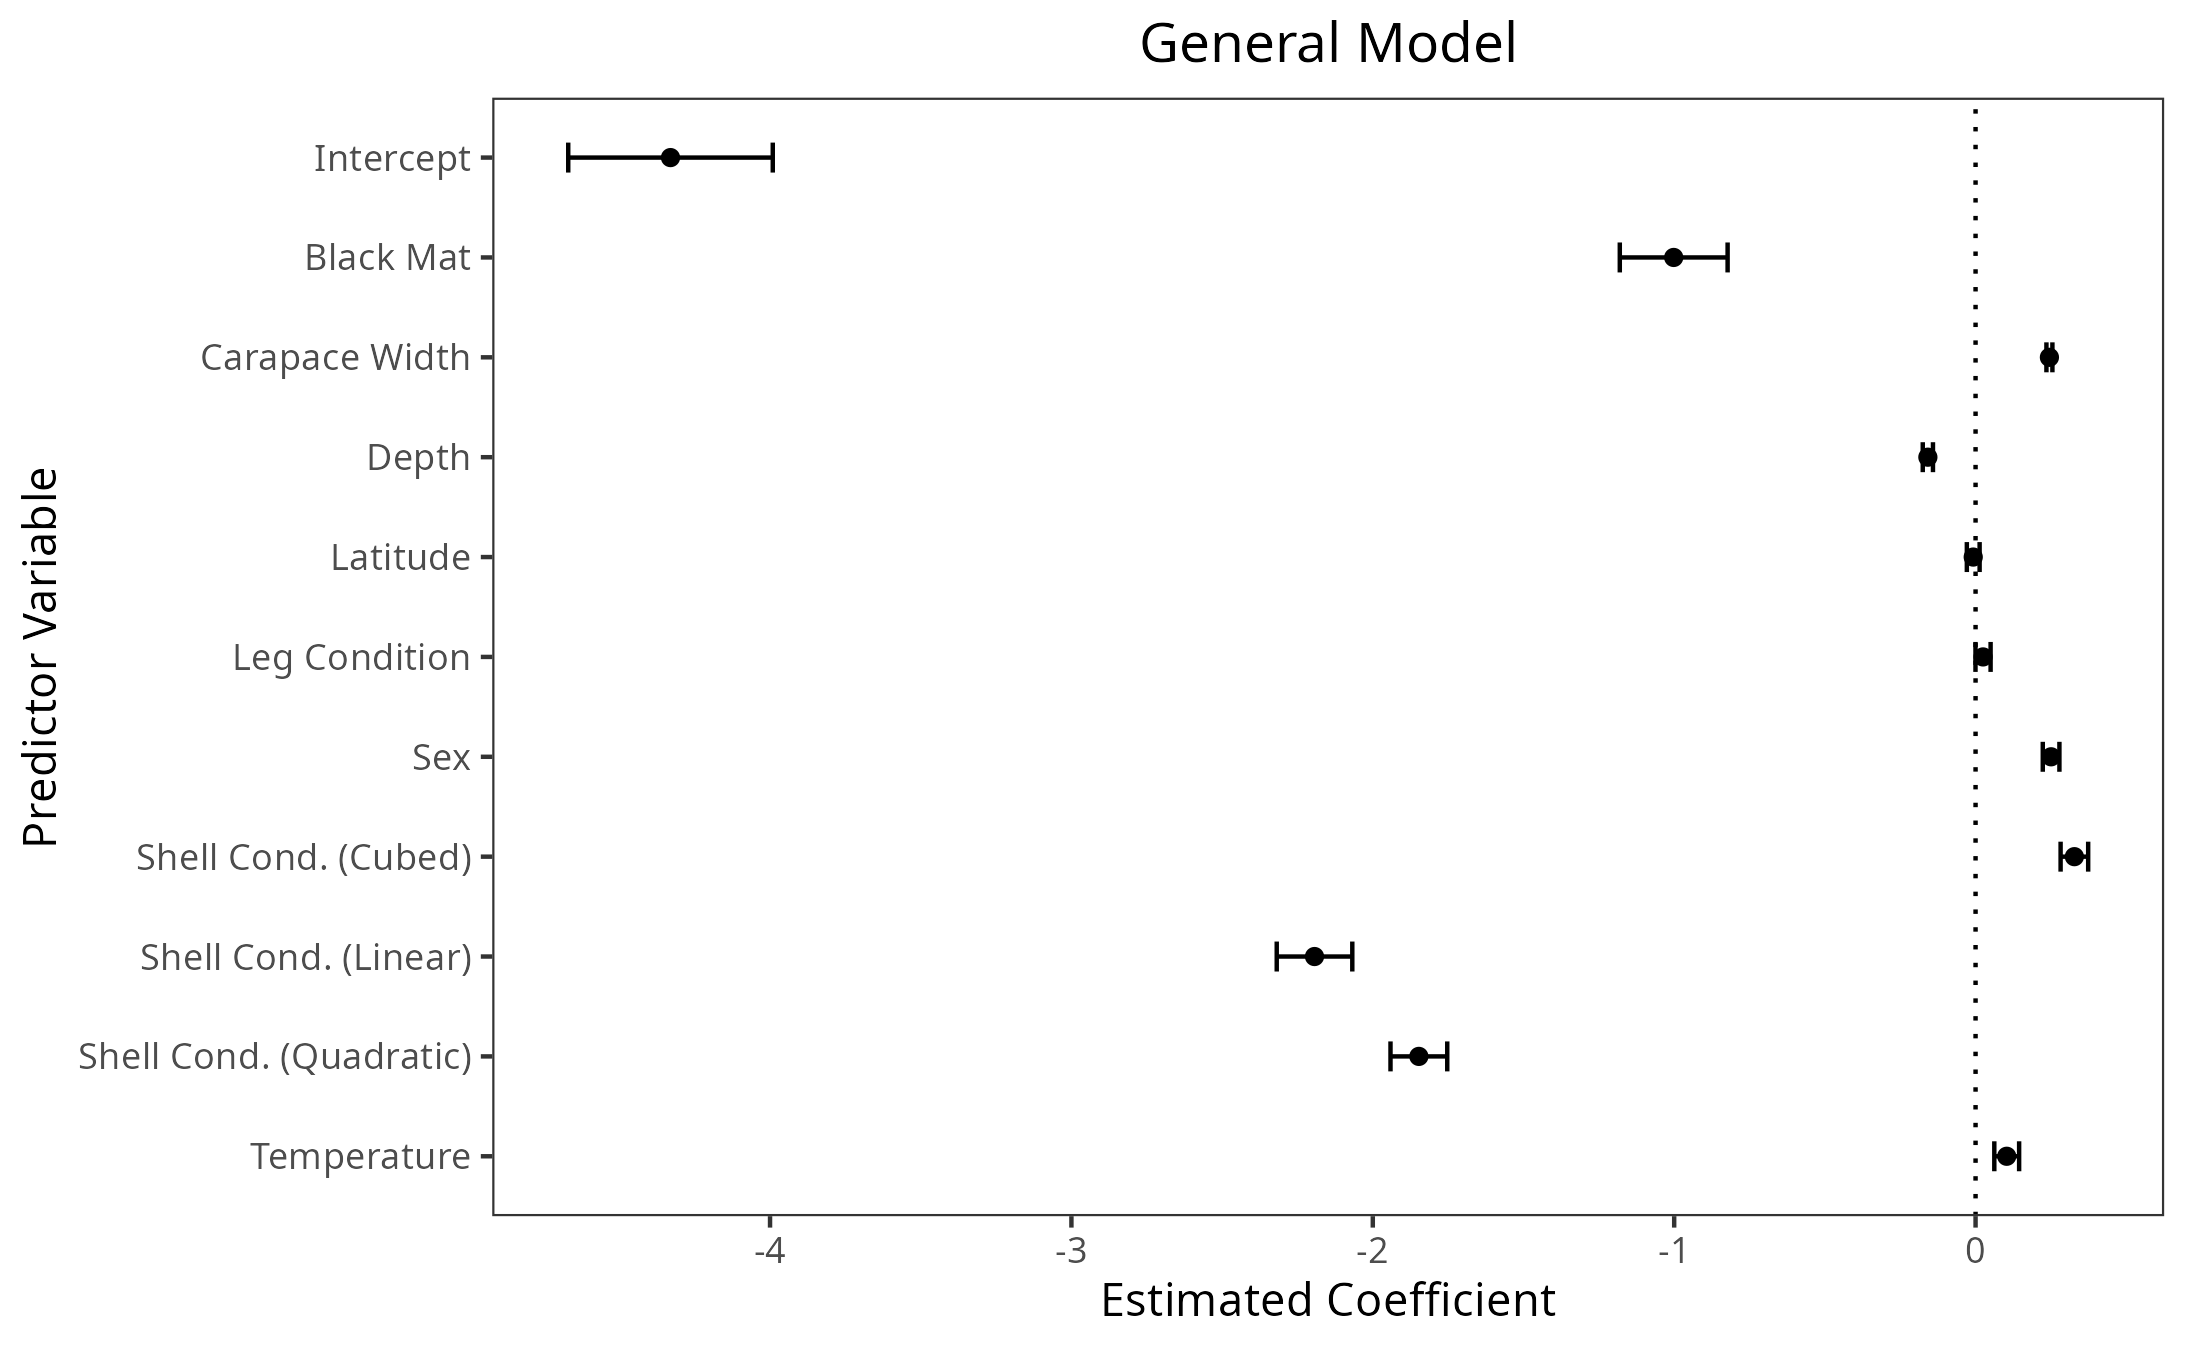 General Model
Predictor Variable
Intercept
Black Mat
Carapace Width
Depth
Latitude
Leg Condition
Sex
Shell Cond. (Cubed)
Shell Cond. (Linear)
Shell Cond. (Quadratic)
Temperature
-4 -3 -2 -1 0
Estimated Coefficient